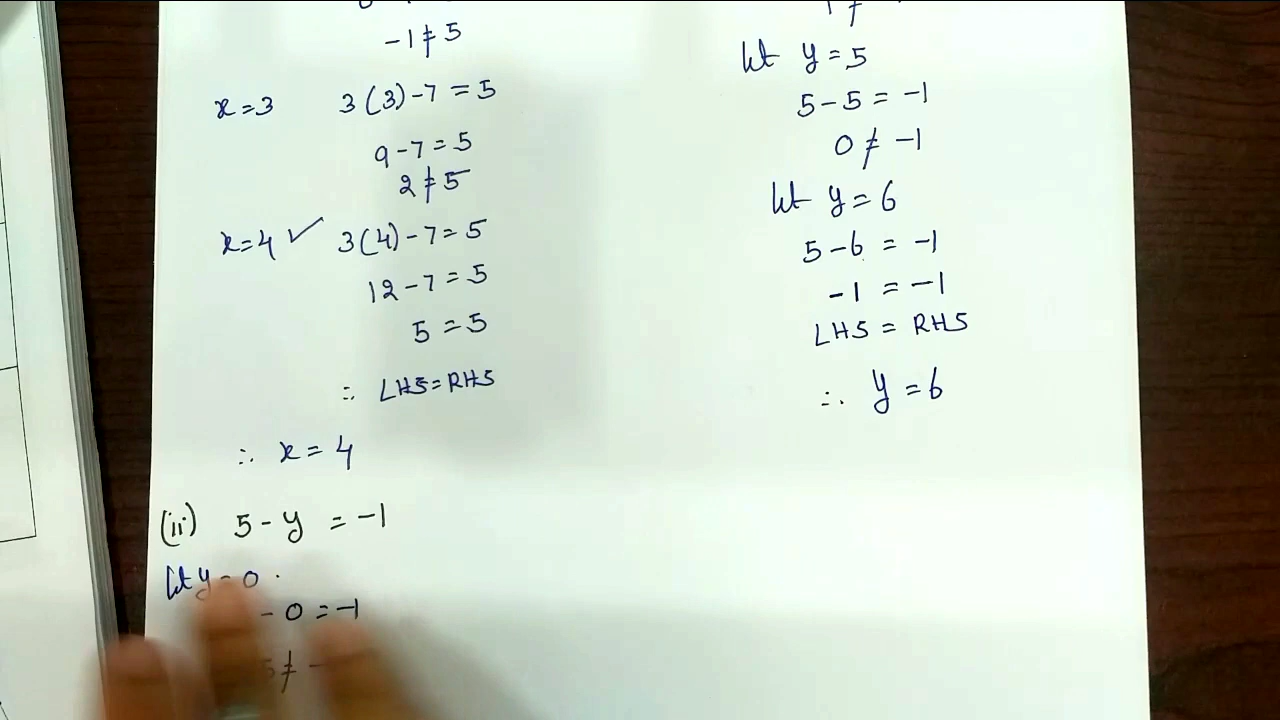 -1 ≠ 5
x=3 3(3)-7 = 5
9-7 = 5
2 ≠ 5
x=4 ✓ 3(4)-7 = 5
12-7 = 5
5 = 5
∴ LHS = RHS
∴ x = 4
(ii) 5-y = -1
let y = 0
-0 = -1
5 ≠ -
1 ≠
let y = 5
5-5 = -1
0 ≠ -1
let y = 6
5-6 = -1
-1 = -1
LHS = RHS
∴ y = 6